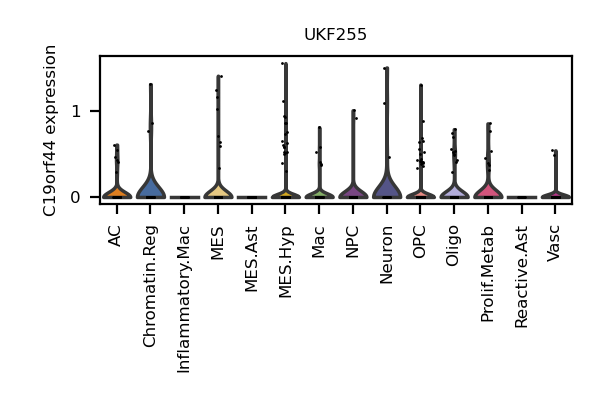 UKF255
C19orf44 expression
1
0
AC
Chromatin.Reg
Inflammatory.Mac
MES
MES.Ast
MES.Hyp
Mac
NPC
Neuron
OPC
Oligo
Prolif.Metab
Reactive.Ast
Vasc